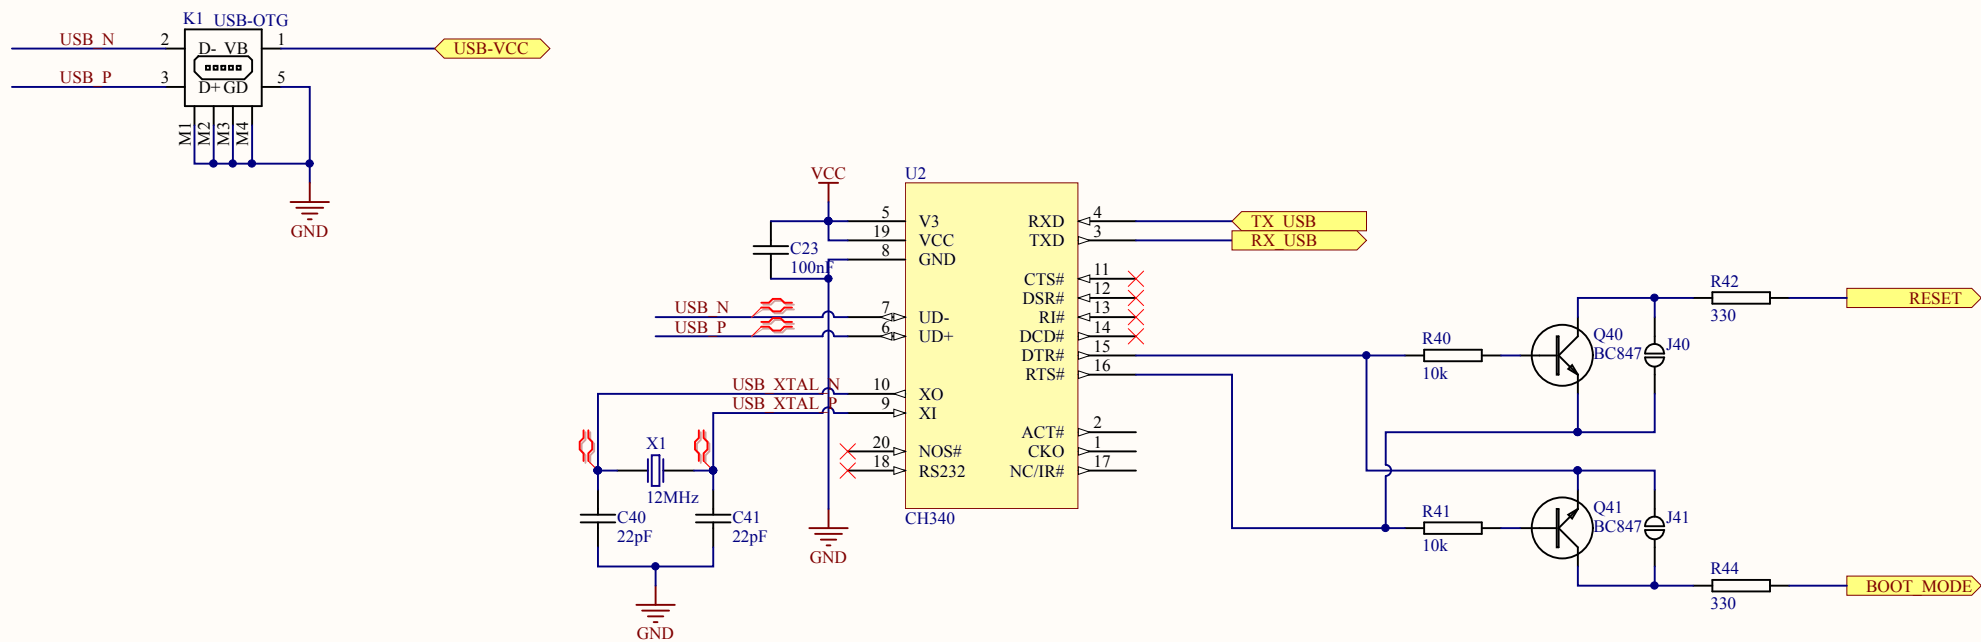 K1 USB-OTG
USB_N 2 D- VB 1 USB-VCC
USB_P 3 D+ GD 5
M1 M2 M3 M4
GND
VCC
U2
5 V3
19 VCC
8 GND
C23
100nF
USB_N 7 UD-
USB_P 6 UD+
USB_XTAL_N 10 XO
USB_XTAL_P 9 XI
20 NOS#
18 RS232
CH340
RXD 4 TX_USB
TXD 3 RX_USB
CTS# 11
DSR# 12
RI# 13
DCD# 14
DTR# 15
RTS# 16
ACT# 2
CKO 1
NC/IR# 17
X1
12MHz
C40
22pF
C41
22pF
GND
GND
R40
10k
Q40
BC847
J40
R42
330
RESET
R41
10k
Q41
BC847
J41
R44
330
BOOT_MODE